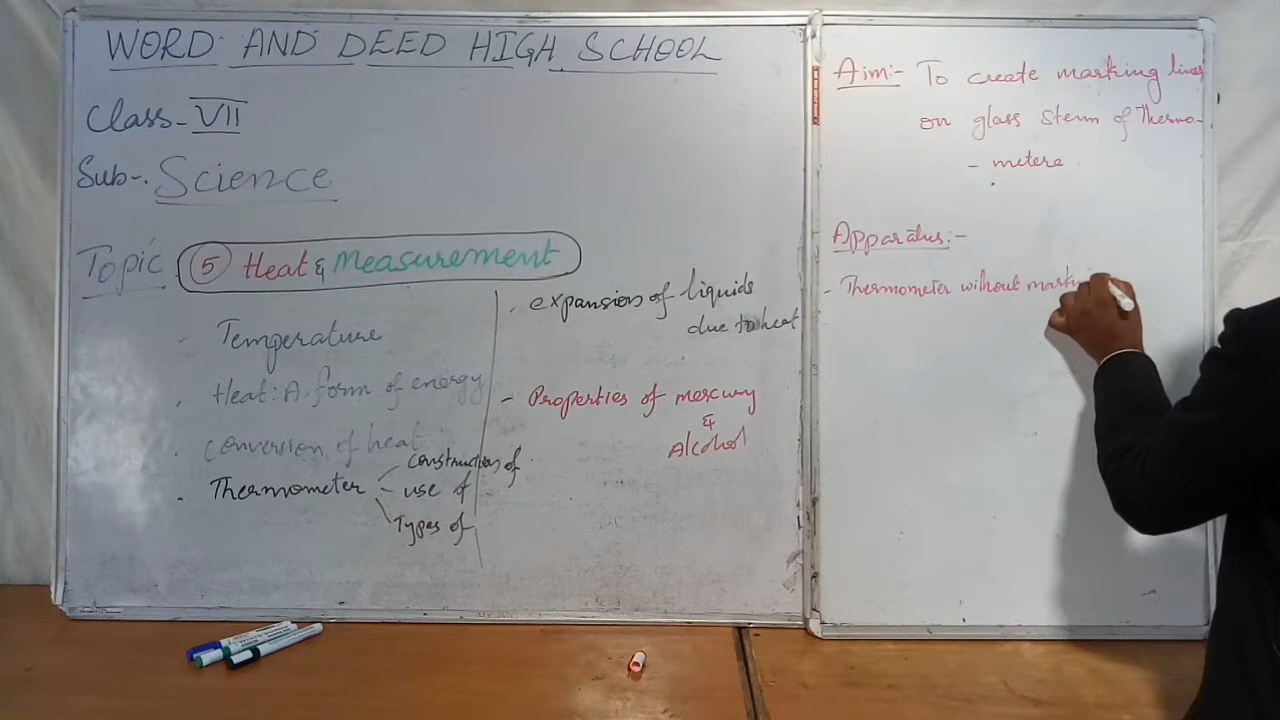 WORD AND DEED HIGH SCHOOL
Class- VII
Sub-. Science
Topic 5 Heat & Measurement
Temperature
. Heat: A form of energy
. Conversion of heat
. Thermometer
construction of
- use of
Types of
. expansion of liquids
due to heat
- Properties of mercury
&
Alcohol
Aim:- To create marking lines
on glass stem of Thermo-
- metere
Apparatus:-
- Thermometer without